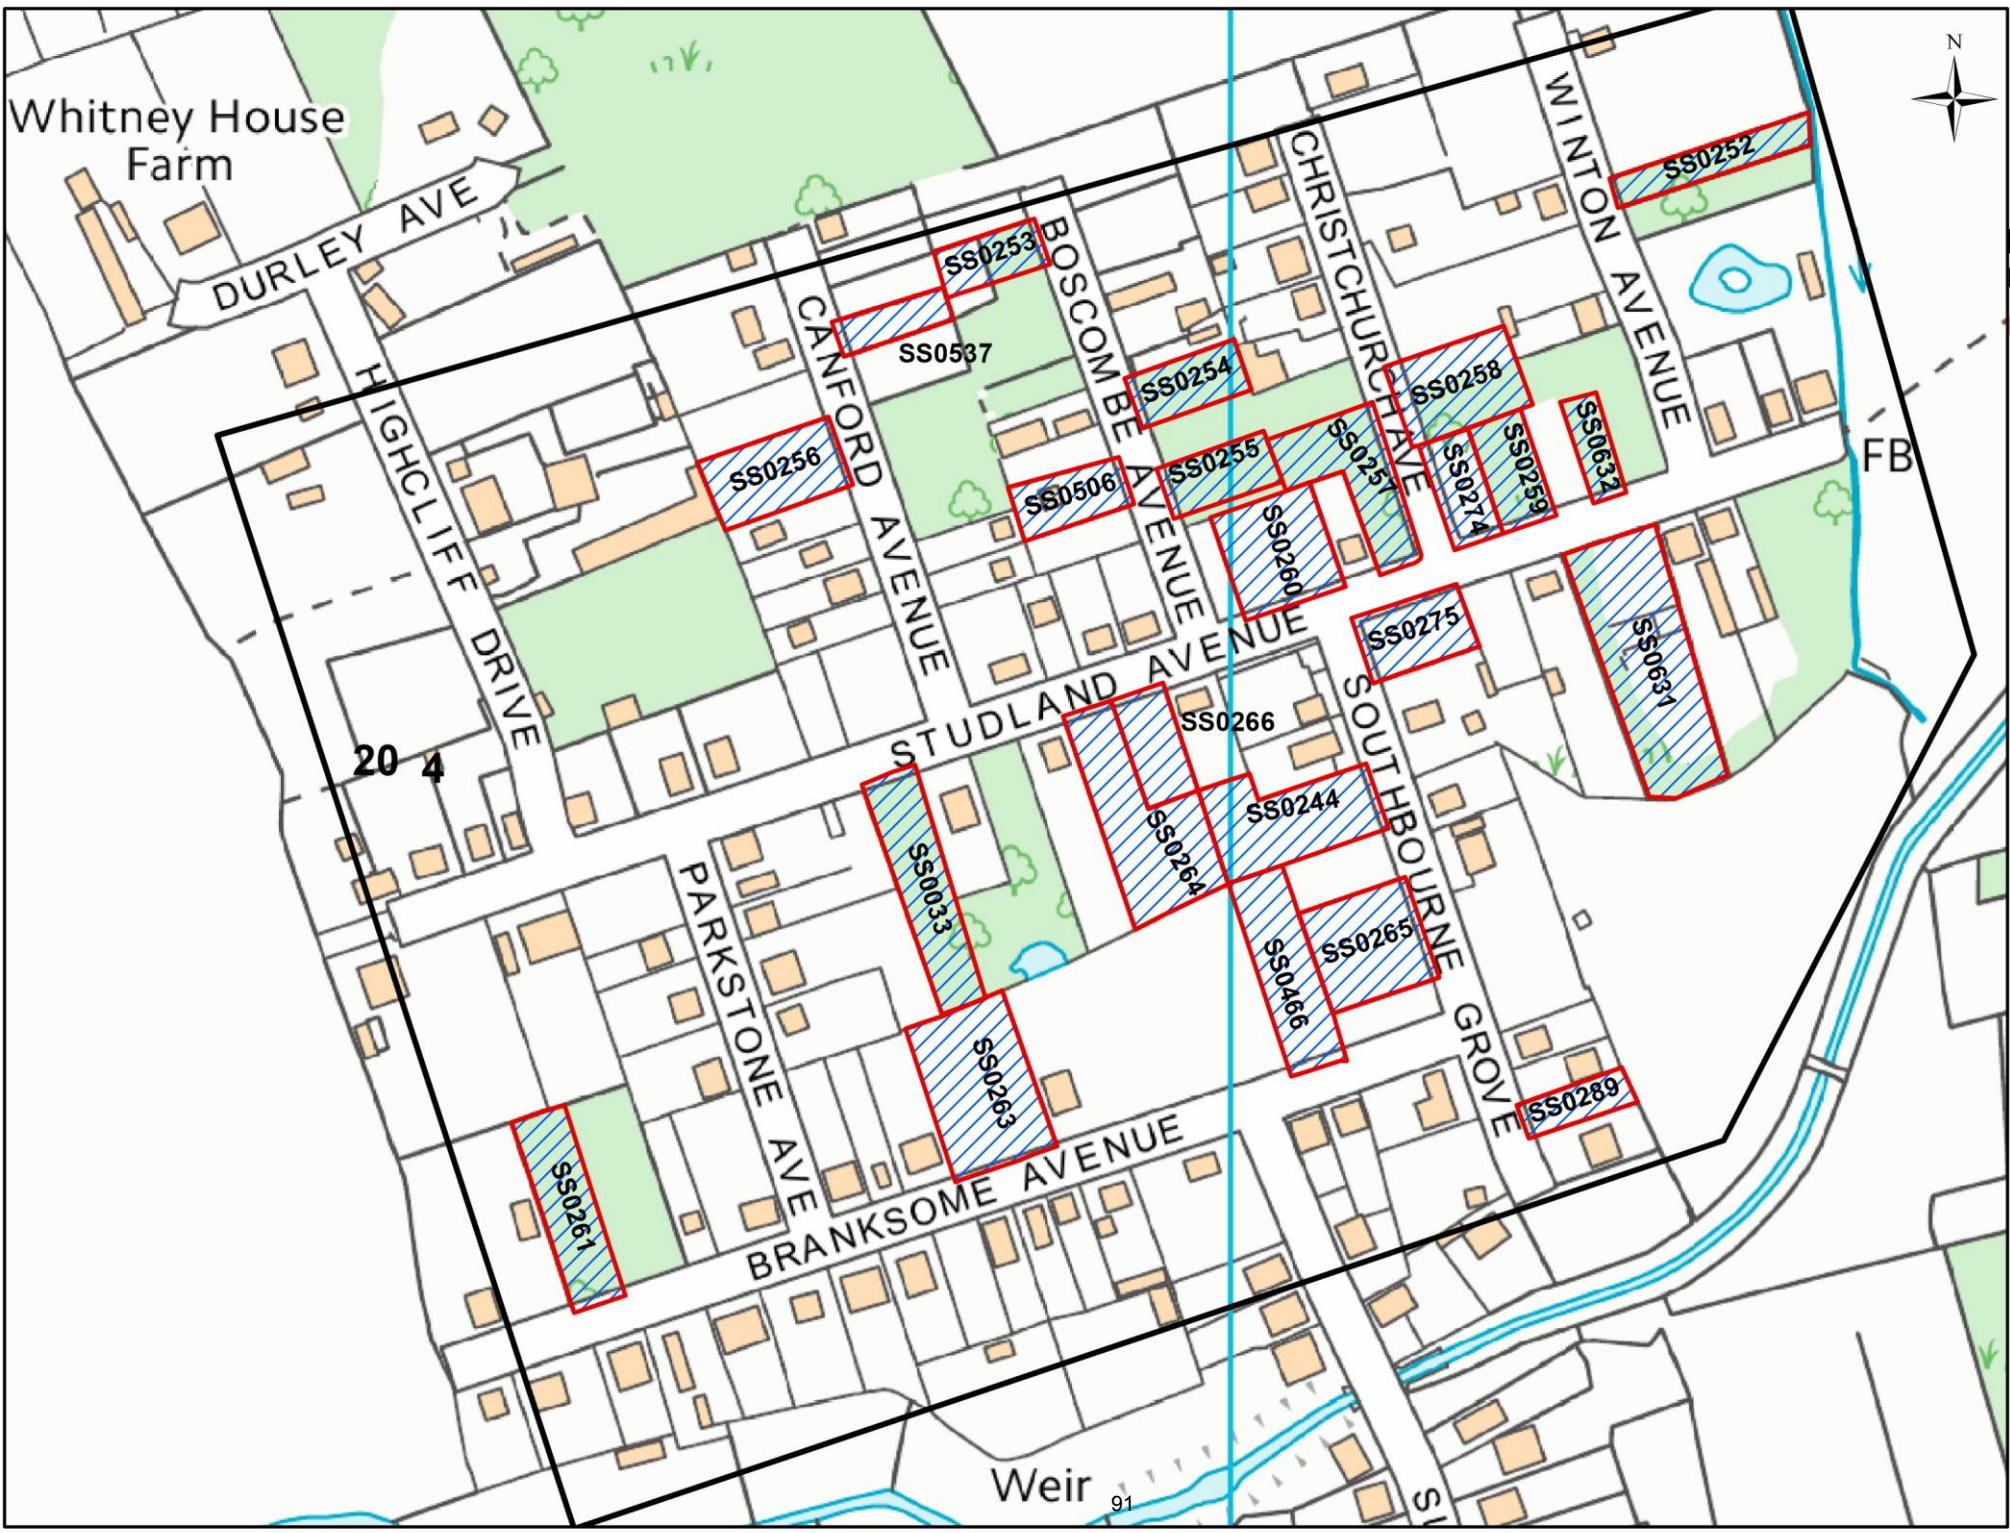 N
Whitney House
Farm
DURLEY AVE
WINTON AVENUE
CHRISTCHURCH AVE
SS0252
SS0253
BOSCOMBE AVENUE
CANFORD AVENUE
SS0537
HIGHCLIFF DRIVE
SS0254
SS0258
SS0256
SS0255
SS0257
SS0506
SS0274
SS0259
SS0632
FB
SS0260
SS0275
SS0631
STUDLAND AVENUE
SS0266
SOUTHBOURNE GROVE
20 4
SS0244
SS0264
SS0033
PARKSTONE AVE
SS0265
SS0466
SS0263
SS0289
SS0261
BRANKSOME AVENUE
Weir
91